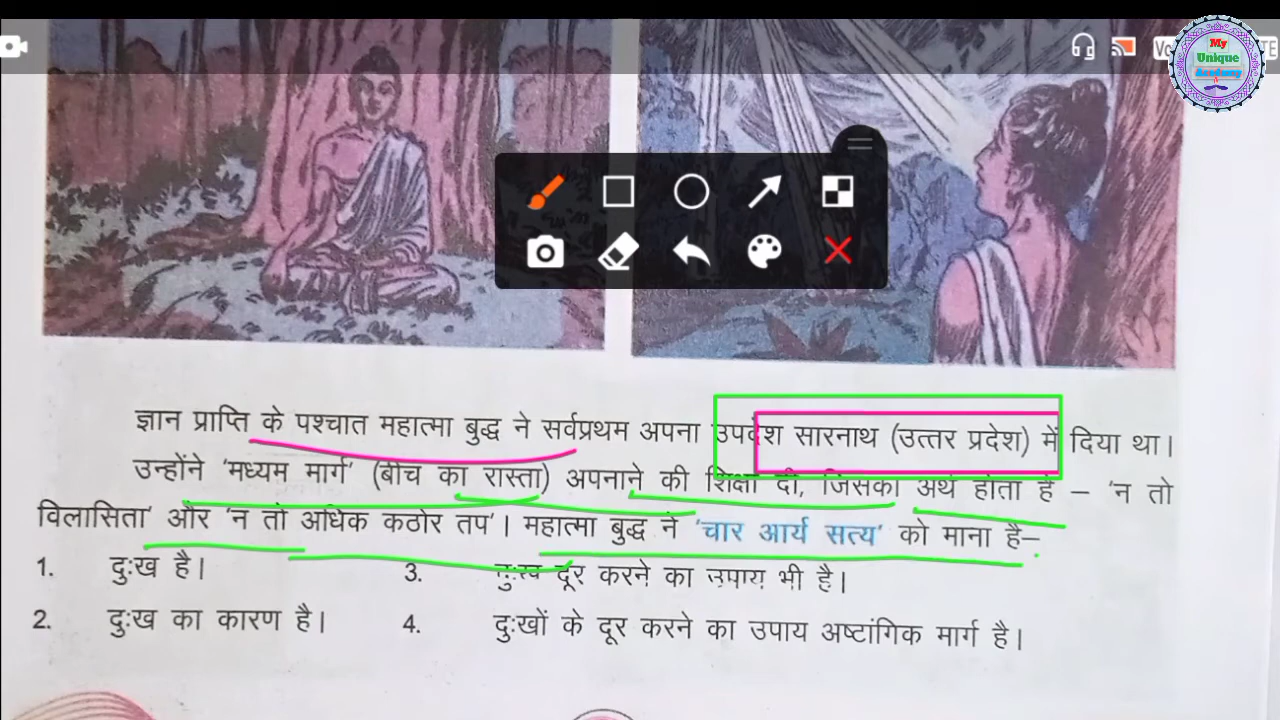 My
Unique
Acadmy
ज्ञान प्राप्ति के पश्चात महात्मा बुद्ध ने सर्वप्रथम अपना उपदेश सारनाथ (उत्तर प्रदेश) में दिया था।
उन्होंने 'मध्यम मार्ग' (बीच का रास्ता) अपनाने की शिक्षा दी, जिसका अर्थ होता है – 'न तो
विलासिता' और 'न तो अधिक कठोर तप'। महात्मा बुद्ध ने 'चार आर्य सत्य' को माना है–
1. दुःख है। 3. दुःख दूर करने का उपाय भी है।
2. दुःख का कारण है। 4. दुःखों के दूर करने का उपाय अष्टांगिक मार्ग है।